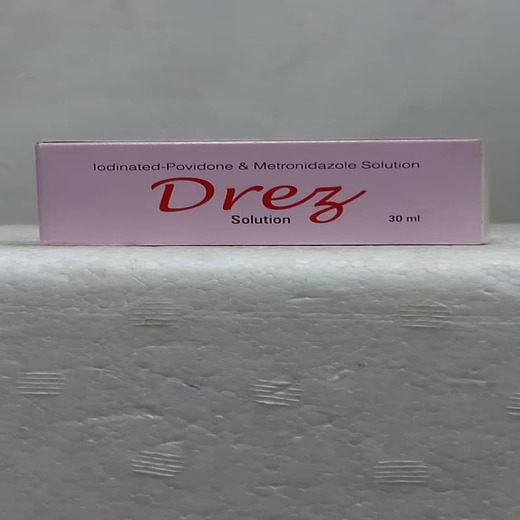 Iodinated-Povidone & Metronidazole Solution
Drez
Solution
30 ml